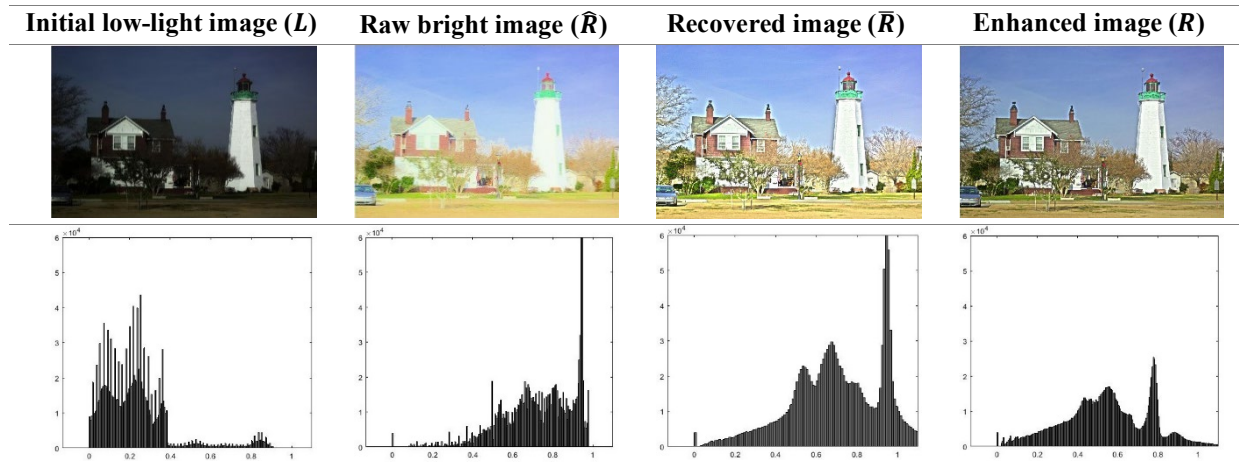 Initial low-light image (L) Raw bright image (R̂) Recovered image (R̄) Enhanced image (R)
×10⁴ ×10⁴ ×10⁴ ×10⁴
6 6 6 6
5 5 5 5
4 4 4 4
3 3 3 3
2 2 2 2
1 1 1 1
0 0 0 0
0 0.2 0.4 0.6 0.8 1 0 0.2 0.4 0.6 0.8 1 0 0.2 0.4 0.6 0.8 1 0 0.2 0.4 0.6 0.8 1